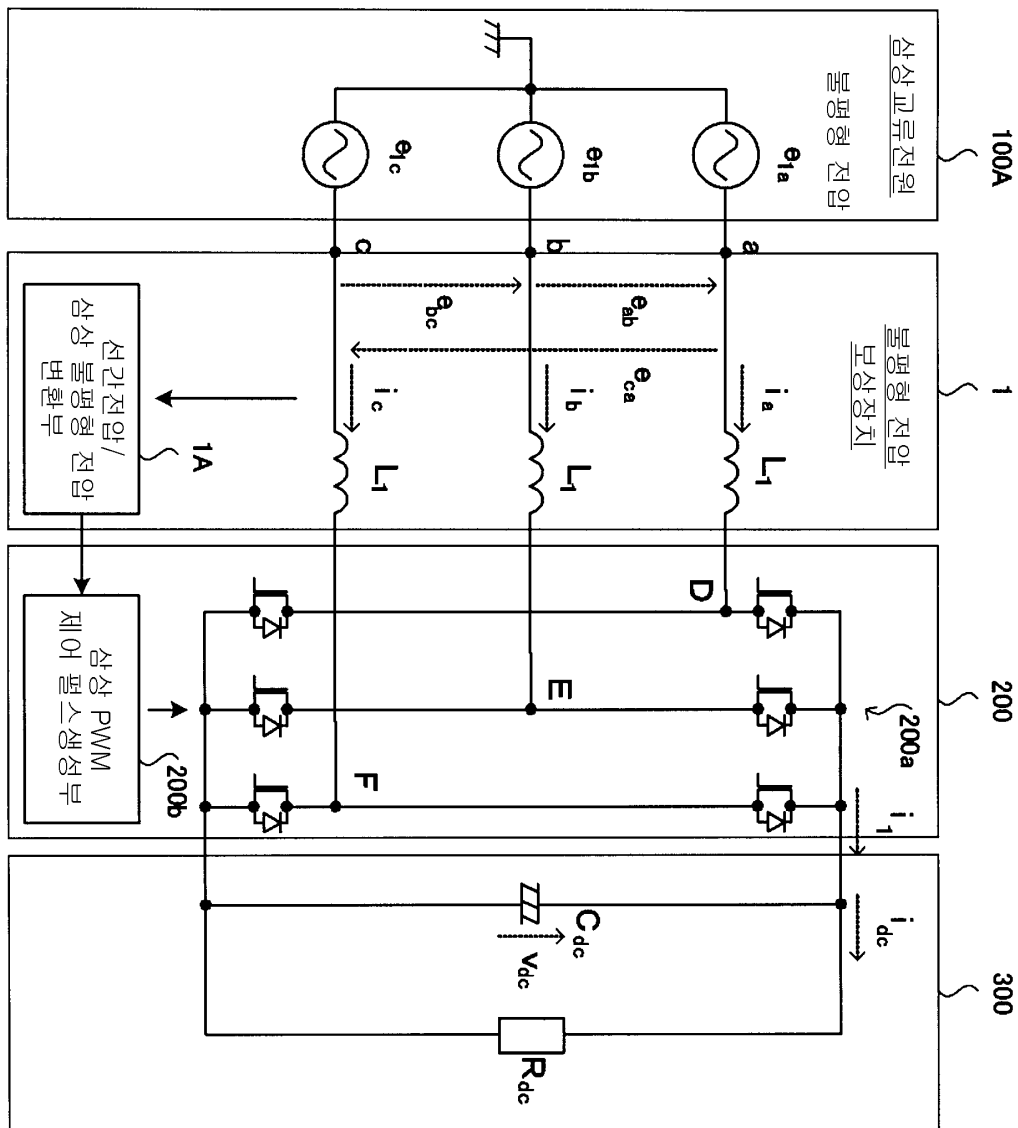 100A
1
200
300
삼상교류전원
불평형 전압
불평형 전압
보상장치
200a
i1
idc
e1a
a
ia
L1
D
eab
eca
e1b
b
ib
L1
E
Cdc
vdc
Rdc
ebc
e1c
c
ic
L1
F
1A
200b
선간전압/
삼상 불평형 전압
변환부
삼상 PWM
제어 펄스생성부